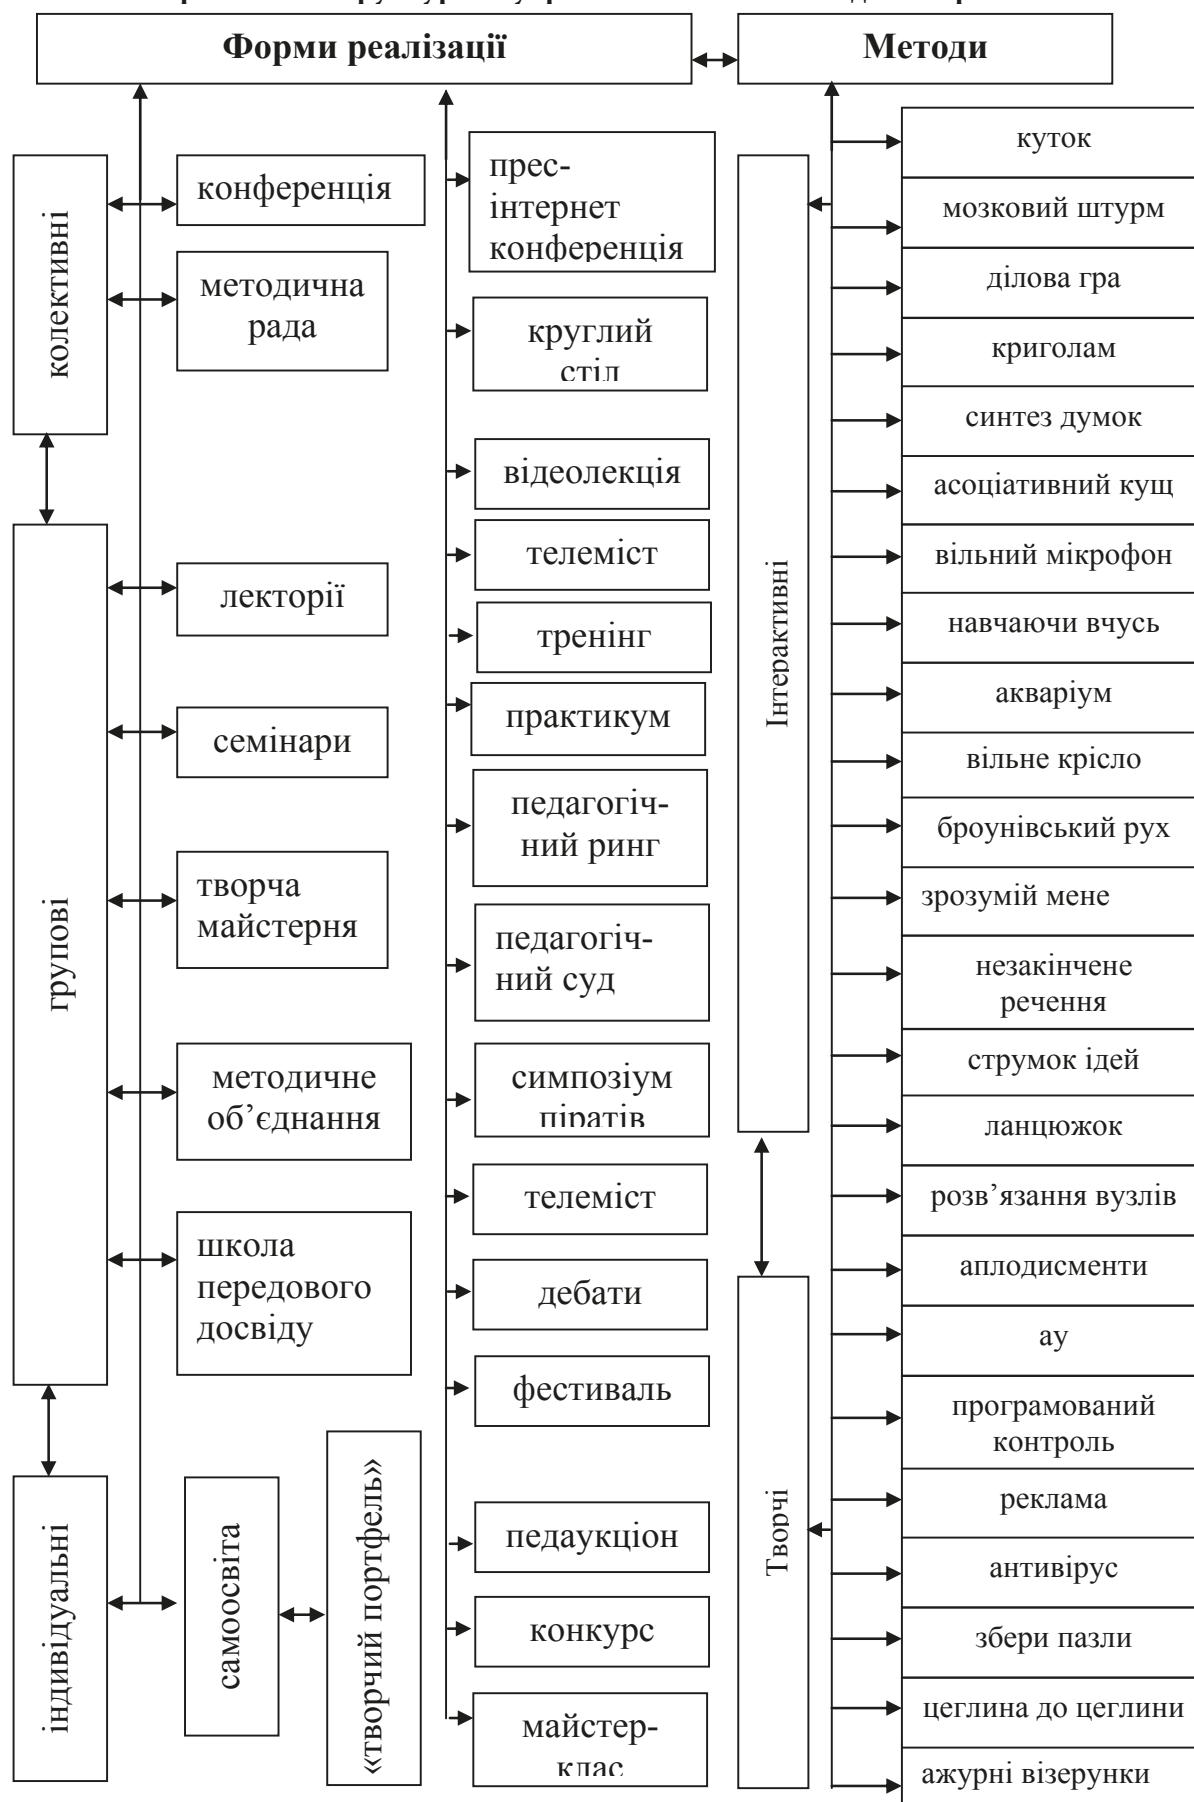 Форми реалізації
Методи
колективні
конференція
методична
рада
групові
лекторії
семінари
творча
майстерня
методичне
об’єднання
школа
передового
досвіду
індивідуальні
самоосвіта
«творчий портфель»
прес-
інтернет
конференція
круглий
стіл
відеолекція
телеміст
тренінг
практикум
педагогіч-
ний ринг
педагогіч-
ний суд
симпозіум
піратів
телеміст
дебати
фестиваль
педаукціон
конкурс
майстер-
клас
Інтерактивні
Творчі
куток
мозковий штурм
ділова гра
криголам
синтез думок
асоціативний кущ
вільний мікрофон
навчаючи вчусь
акваріум
вільне крісло
броунівський рух
зрозумій мене
незакінчене
речення
струмок ідей
ланцюжок
розв’язання вузлів
аплодисменти
ау
програмований
контроль
реклама
антивірус
збери пазли
цеглина до цеглини
ажурні візерунки